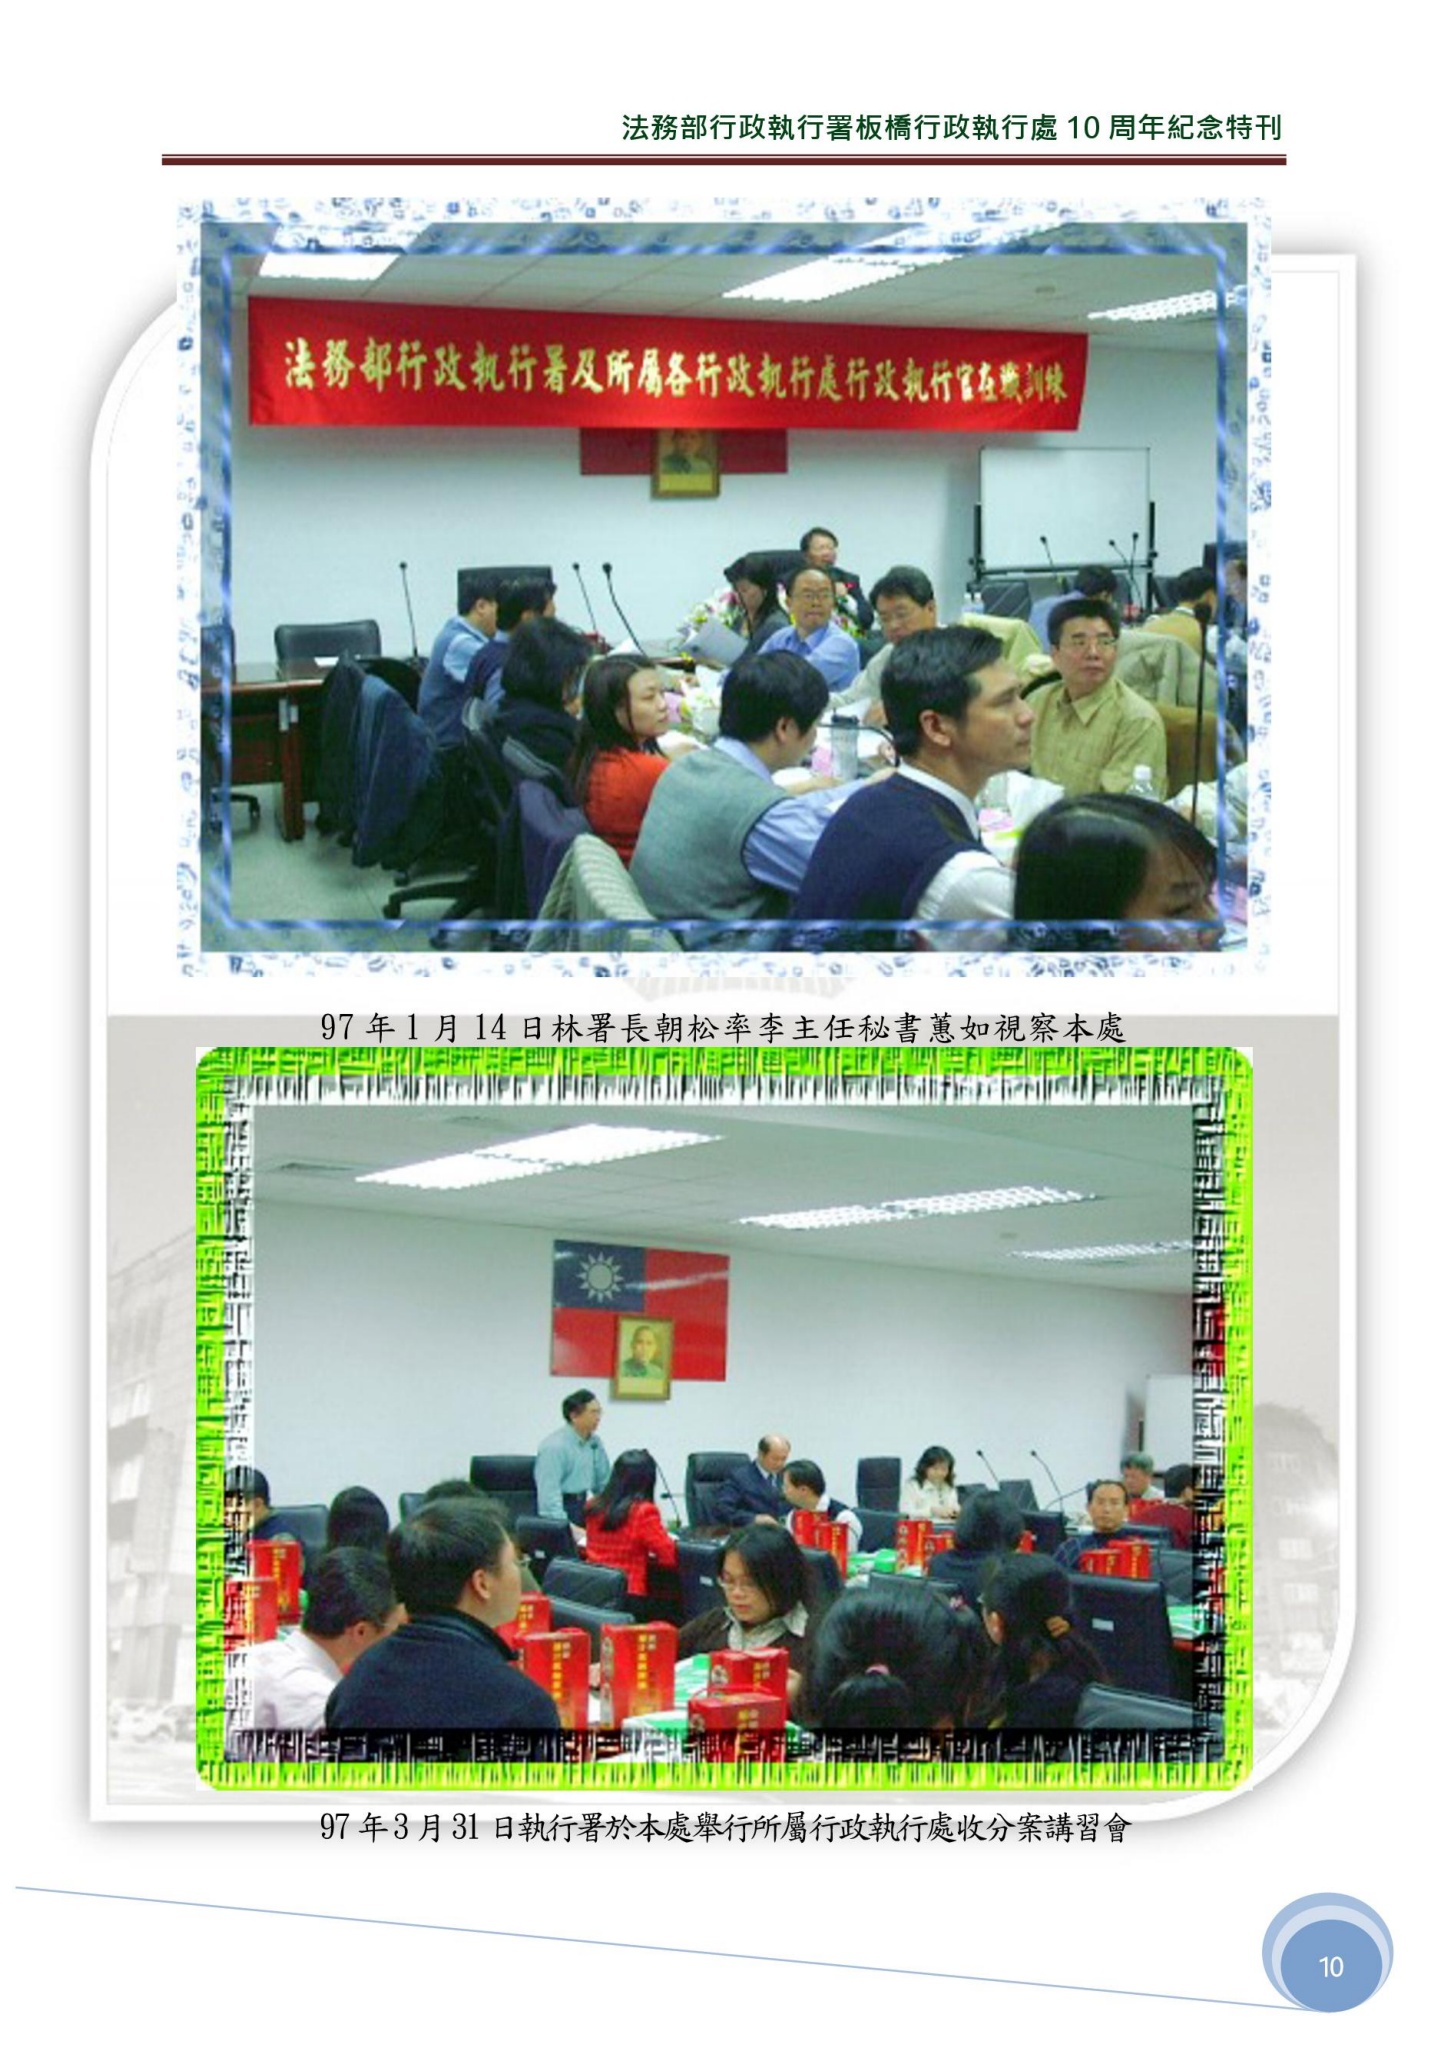 法務部行政執行署板橋行政執行處 10 周年紀念特刊
法務部行政執行署及所屬各行政執行處行政執行官在職訓練
97 年 1 月 14 日林署長朝松率李主任秘書蕙如視察本處
97 年 3 月 31 日執行署於本處舉行所屬行政執行處收分案講習會
10